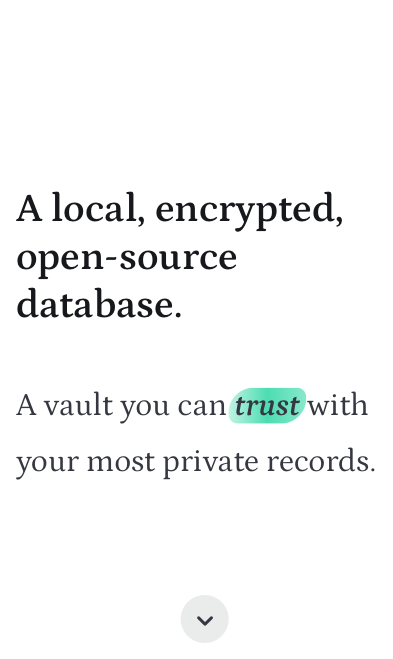 A local, encrypted,
open-source
database.
A vault you can trust with
your most private records.